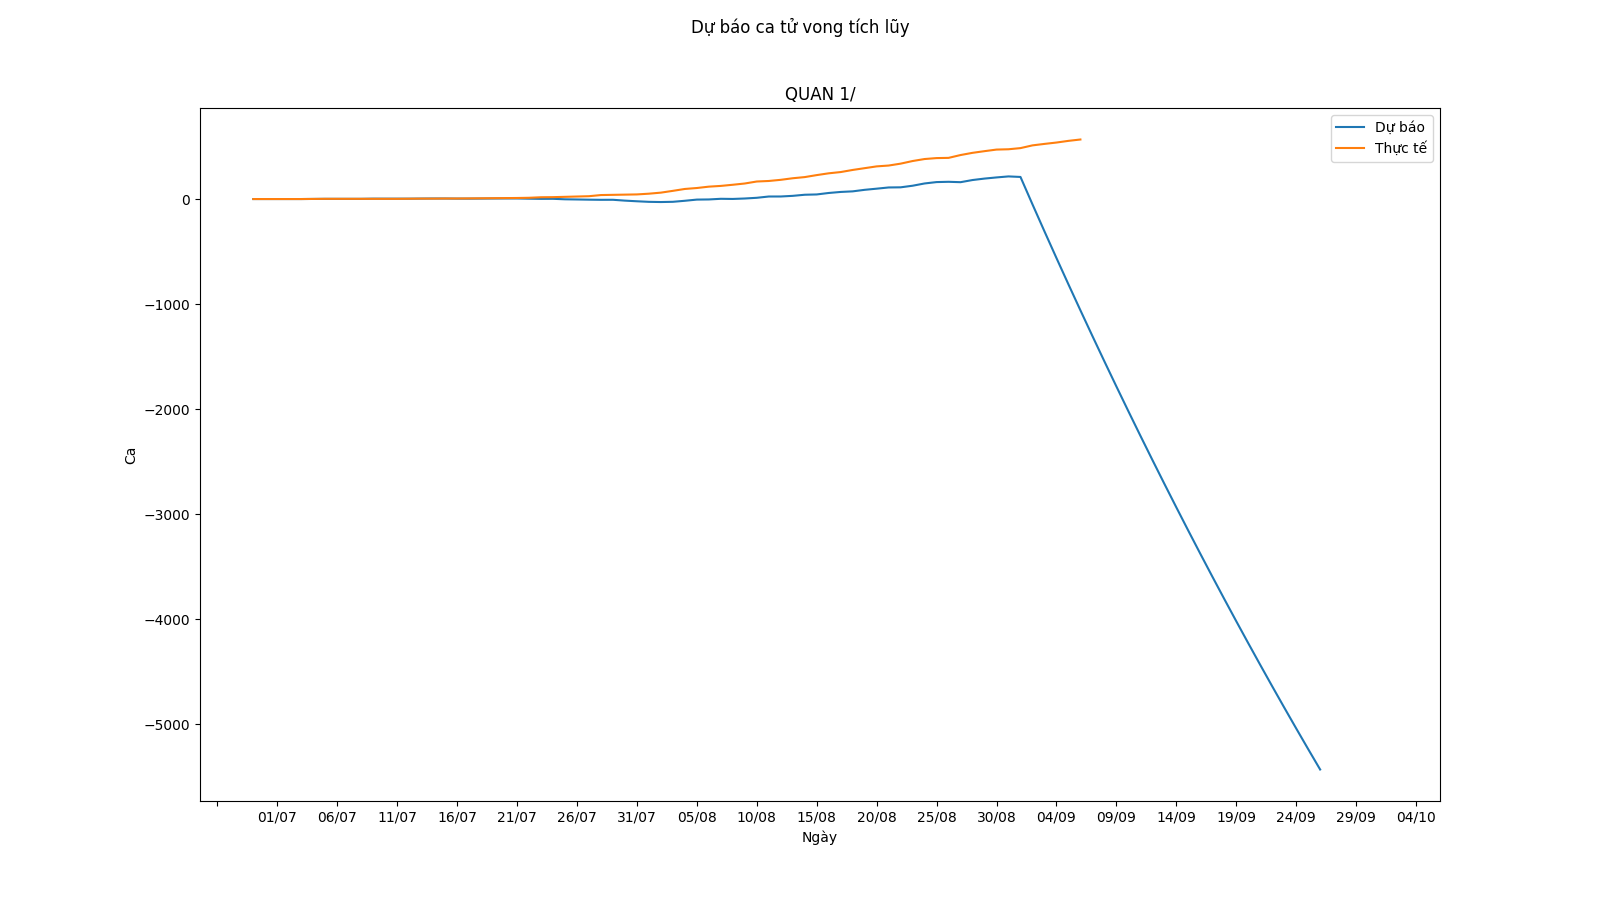 Dự báo ca tử vong tích lũy
QUAN 1/
Dự báo
Thực tế
0
−1000
−2000
−3000
−4000
−5000
Ca
01/07 06/07 11/07 16/07 21/07 26/07 31/07 05/08 10/08 15/08 20/08 25/08 30/08 04/09 09/09 14/09 19/09 24/09 29/09 04/10
Ngày